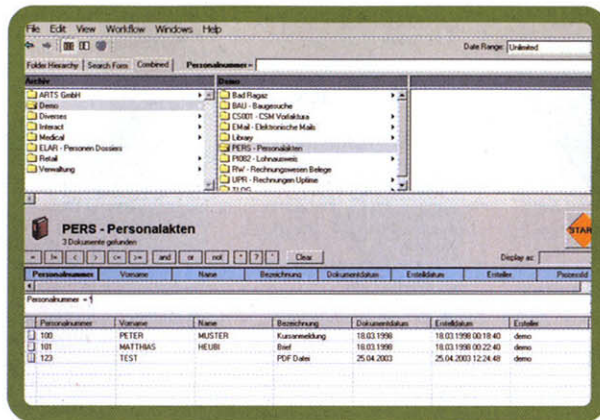 File Edit View Workflow Windows Help
Date Range: Unlimited
Folder Hierarchy Search Form Combined Personalnummer=
Archiv Demo
ARTS GmbH
Demo
Diverses
Interact
Medical
ELAR - Personen Dossiers
Retail
Verwaltung
Bad Ragaz
BAU - Baugesuche
CS001 - CSM Vorlaktura
EMail - Elektronische Mails
Library
PERS - Personalakten
PI082 - Lohnausweis
RW - Rechnungswesen Belege
UPR - Rechnungen Uptime
TLOS
PERS - Personalakten
3 Dokumente gefunden
START
= != < > <= >= and or not * ? ' Clear Display as:
Personalnummer Vorname Name Bezeichnung Dokumentdatum Erstelldatum Ersteller ProzessId
Personalnummer = *
Personalnummer Vorname Name Bezeichnung Dokumentdatum Erstelldatum Ersteller
100 PETER MUSTER Kursanmeldung 18.03.1998 18.03.1998 00:18:40 demo
101 MATTHIAS HEUBI Brief 18.03.1998 18.03.1998 00:22:40 demo
123 TEST PDF Datei 25.04.2003 25.04.2003 12:24:48 demo